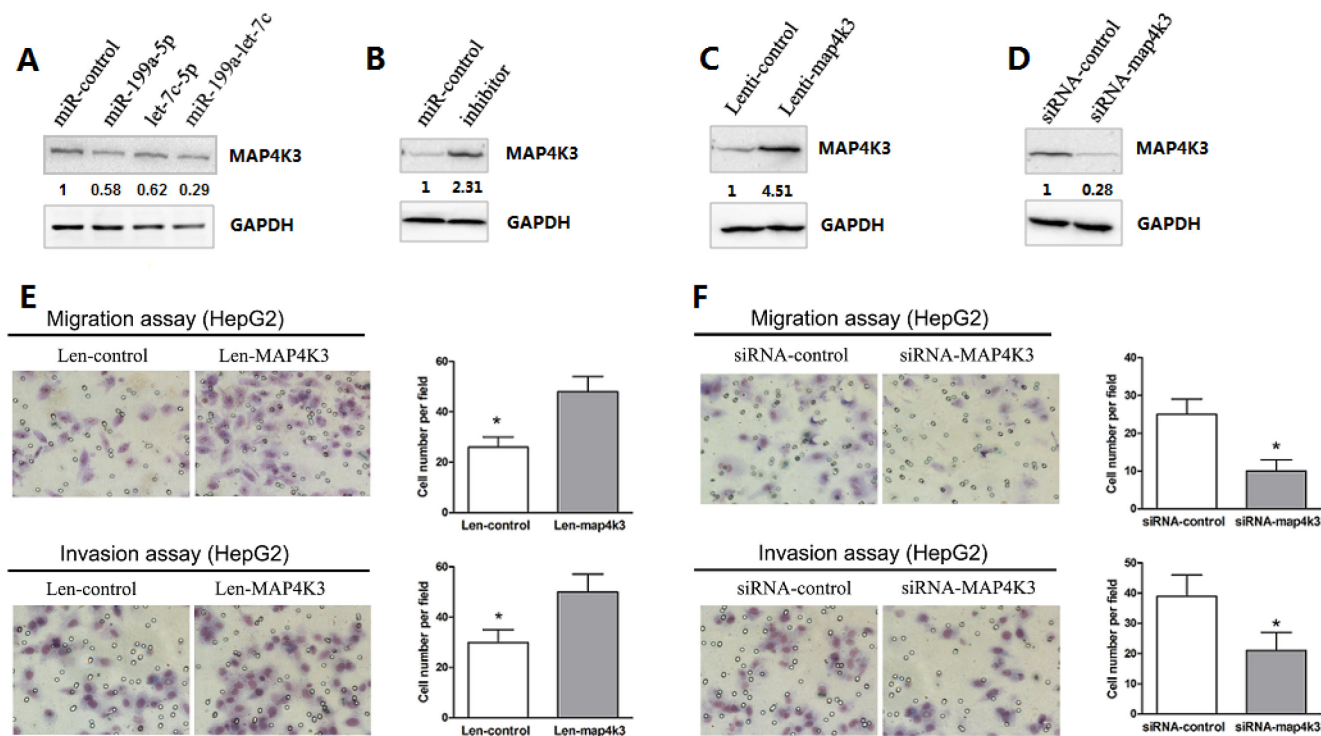 A
miR-control
miR-199a-5p
let-7c-5p
miR-199a-let-7c
MAP4K3
1 0.58 0.62 0.29
GAPDH
B
miR-control
inhibitor
MAP4K3
1 2.31
GAPDH
C
Lenti-control
Lenti-map4k3
MAP4K3
1 4.51
GAPDH
D
siRNA-control
siRNA-map4k3
MAP4K3
1 0.28
GAPDH
E
Migration assay (HepG2)
Len-control Len-MAP4K3
Cell number per field
60
40
20
0
*
Len-control Len-map4k3
Invasion assay (HepG2)
Len-control Len-MAP4K3
Cell number per field
60
40
20
0
*
Len-control Len-map4k3
F
Migration assay (HepG2)
siRNA-control siRNA-MAP4K3
Cell number per field
40
30
20
10
0
*
siRNA-control siRNA-map4k3
Invasion assay (HepG2)
siRNA-control siRNA-MAP4K3
Cell number per field
50
40
30
20
10
0
*
siRNA-control siRNA-map4k3